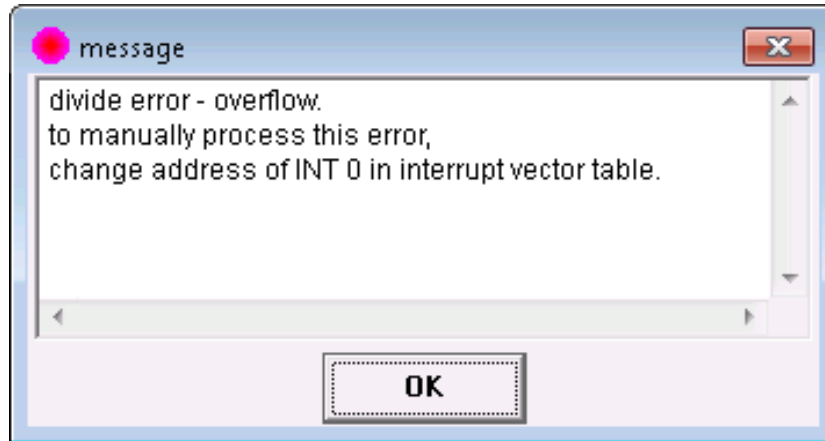 message
divide error - overflow.
to manually process this error,
change address of INT 0 in interrupt vector table.
OK